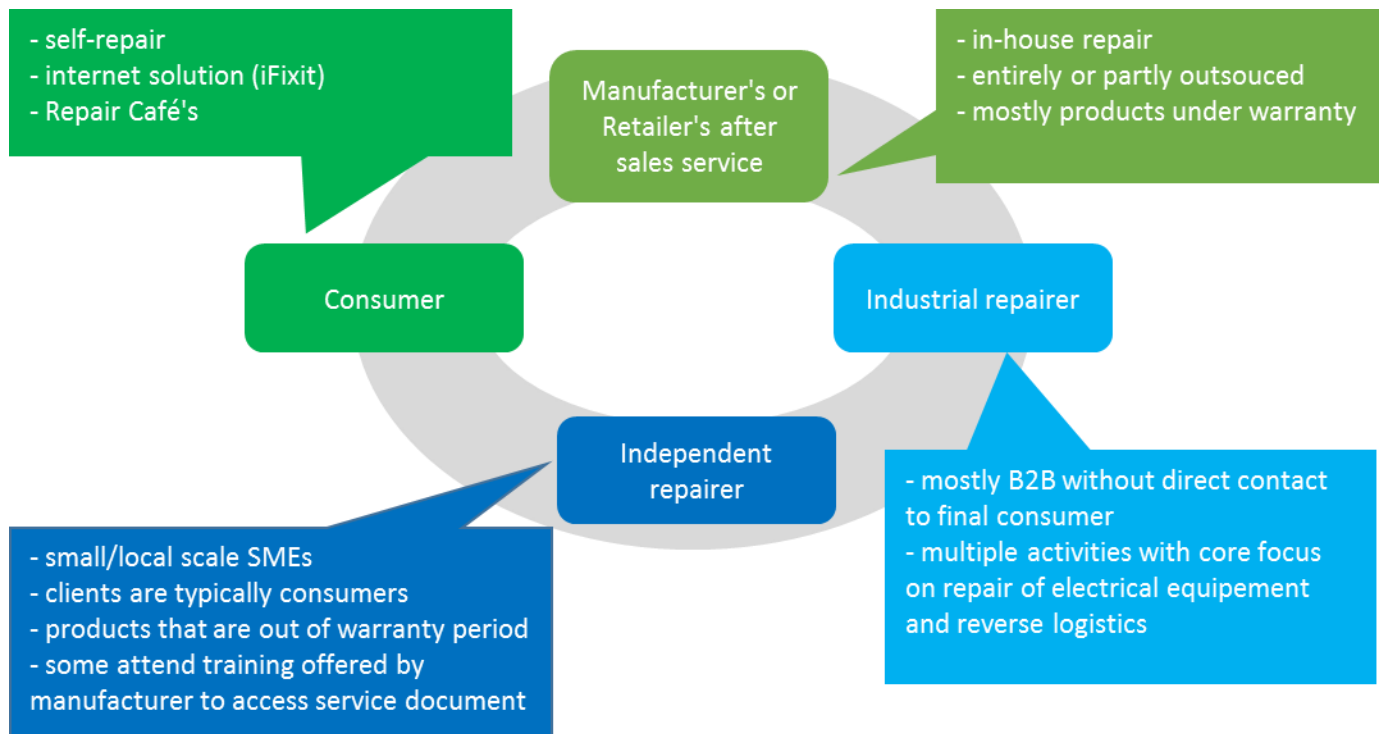 - self-repair
- internet solution (iFixit)
- Repair Café's
Manufacturer's or
Retailer's after
sales service
- in-house repair
- entirely or partly outsouced
- mostly products under warranty
Consumer
Industrial repairer
Independent
repairer
- small/local scale SMEs
- clients are typically consumers
- products that are out of warranty period
- some attend training offered by
manufacturer to access service document
- mostly B2B without direct contact
to final consumer
- multiple activities with core focus
on repair of electrical equipement
and reverse logistics